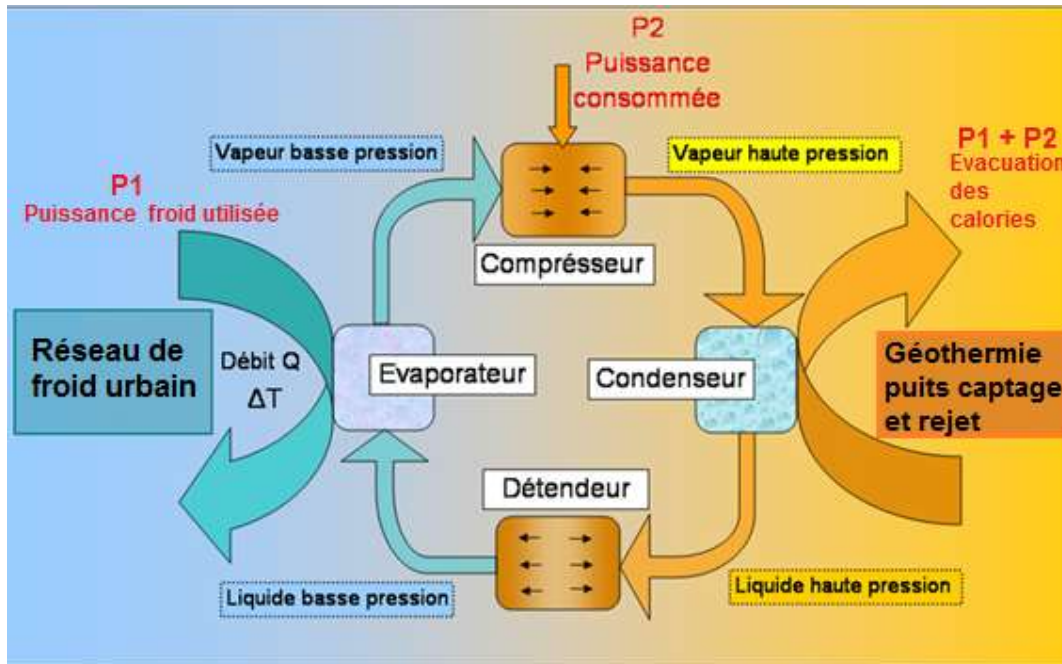 P2
Puissance
consommée
Vapeur basse pression
Vapeur haute pression
P1 + P2
Evacuation
des
calories
P1
Puissance froid utilisée
Comprésseur
Réseau de
froid urbain
Débit Q
ΔT
Evaporateur
Condenseur
Géothermie
puits captage
et rejet
Détendeur
Liquide basse pression
Liquide haute pression